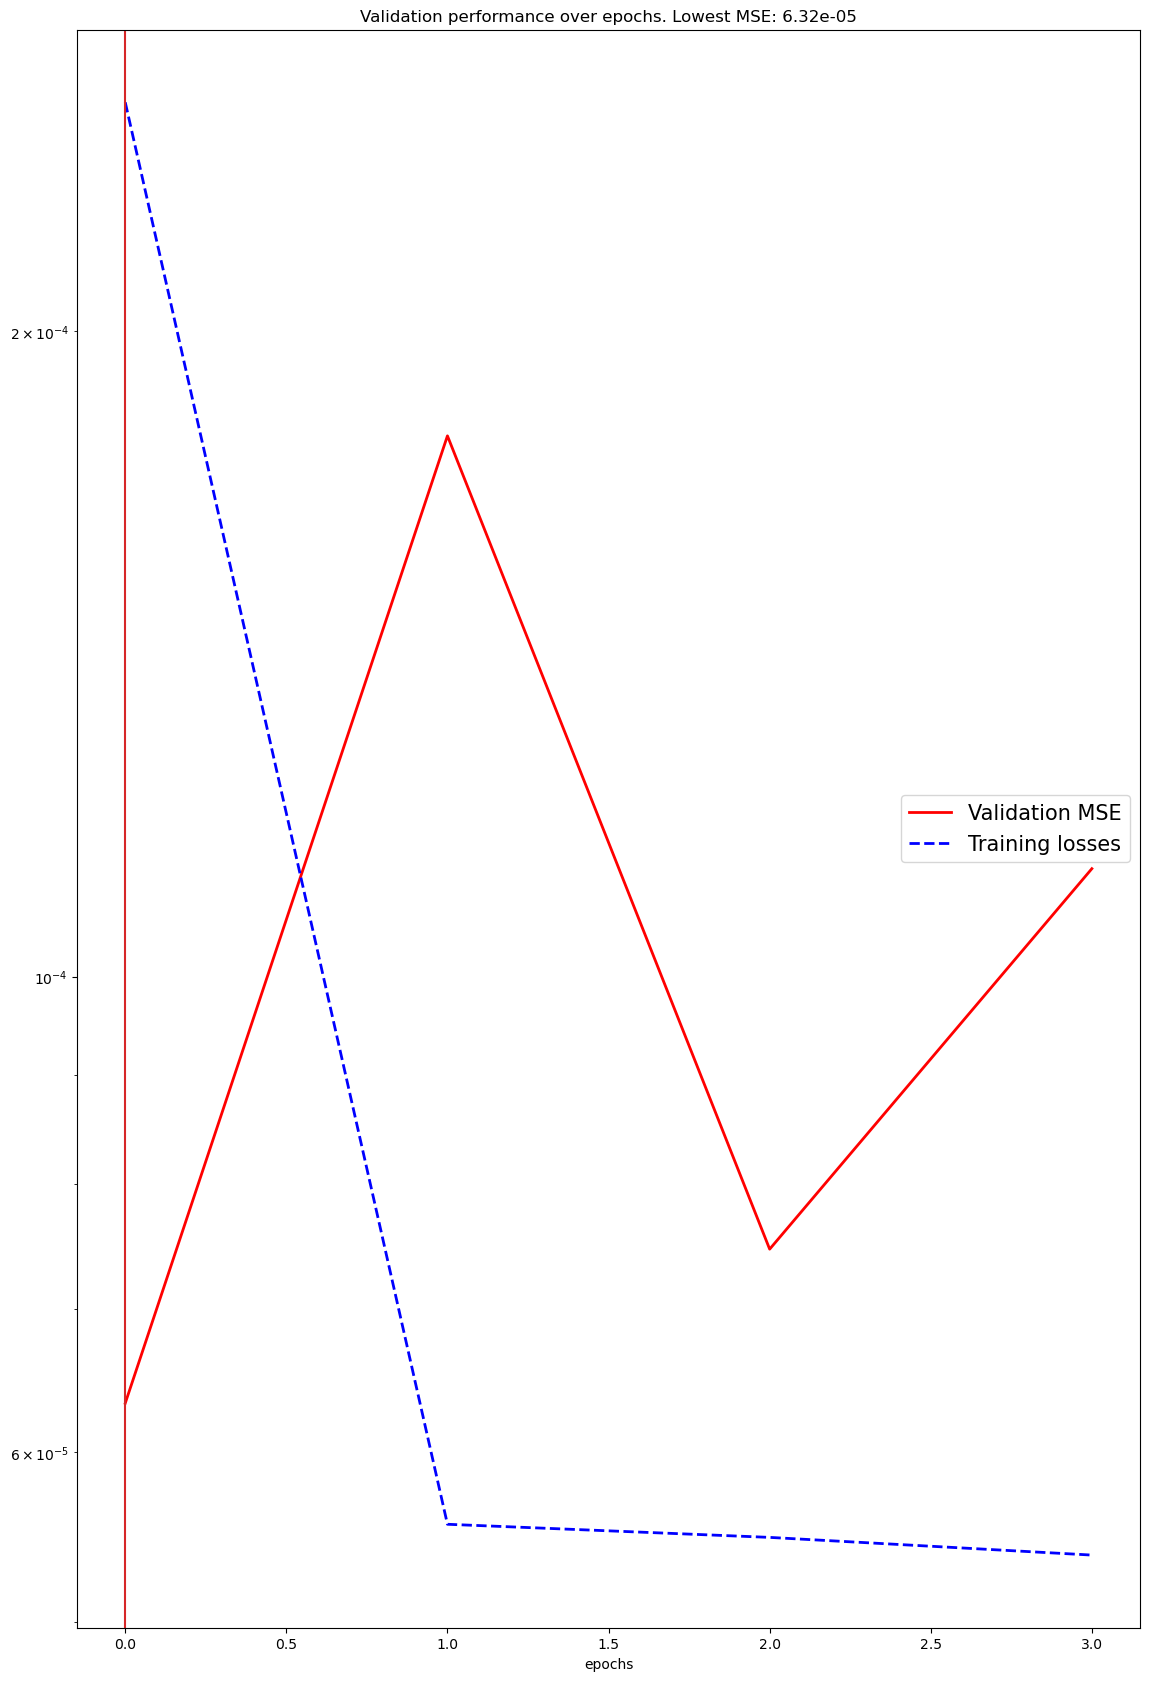 Validation performance over epochs. Lowest MSE: 6.32e-05
2 × 10⁻⁴
10⁻⁴
6 × 10⁻⁵
Validation MSE
Training losses
0.0 0.5 1.0 1.5 2.0 2.5 3.0
epochs